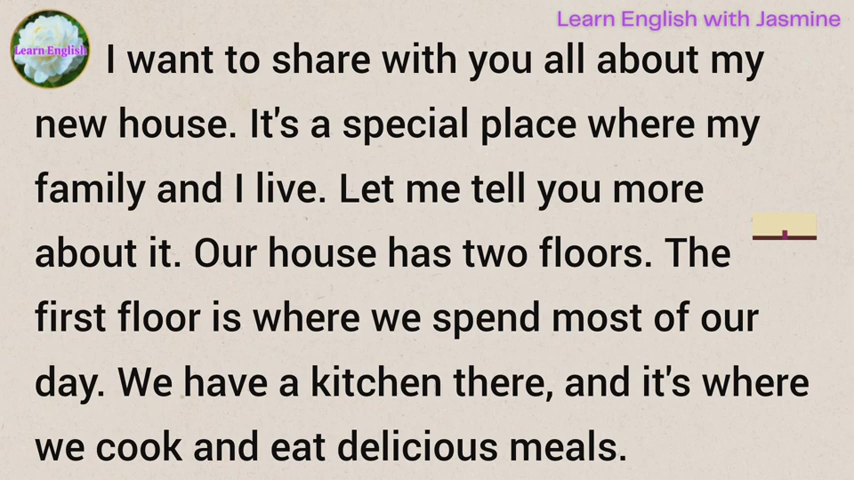 Learn English with Jasmine
Learn English
I want to share with you all about my
new house. It's a special place where my
family and I live. Let me tell you more
about it. Our house has two floors. The
first floor is where we spend most of our
day. We have a kitchen there, and it's where
we cook and eat delicious meals.